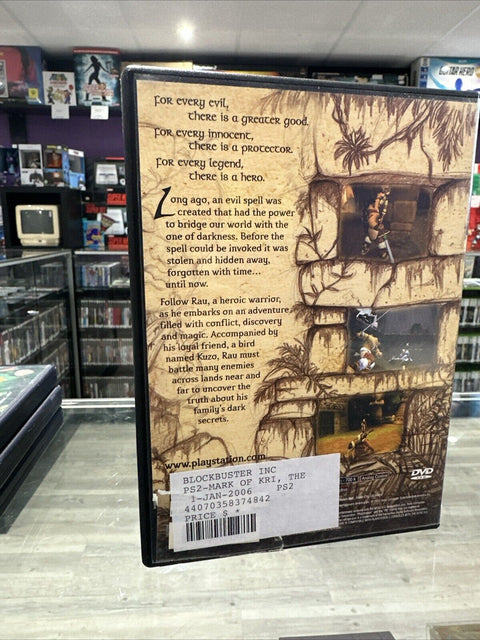 GUITAR HERO
For every evil,
there is a greater good.
For every innocent,
there is a protector.
For every legend,
there is a hero.
Long ago, an evil spell was
created that had the power
to bridge our world with the
one of darkness. Before the
spell could be invoked it was
stolen and hidden away,
forgotten with time...
until now.
Follow Rau, a heroic warrior,
as he embarks on an adventure
filled with conflict, discovery
and magic. Accompanied by
his loyal friend, a bird
named Kuzo, Rau must
battle many enemies
across lands near and
far to uncover the
truth about his
family's dark
secrets.
www.playstation.com
DVD
BLOCKBUSTER INC
PS2-MARK OF KRI, THE
1-JAN-2006 PS2
44070358374842
PRICE $ *